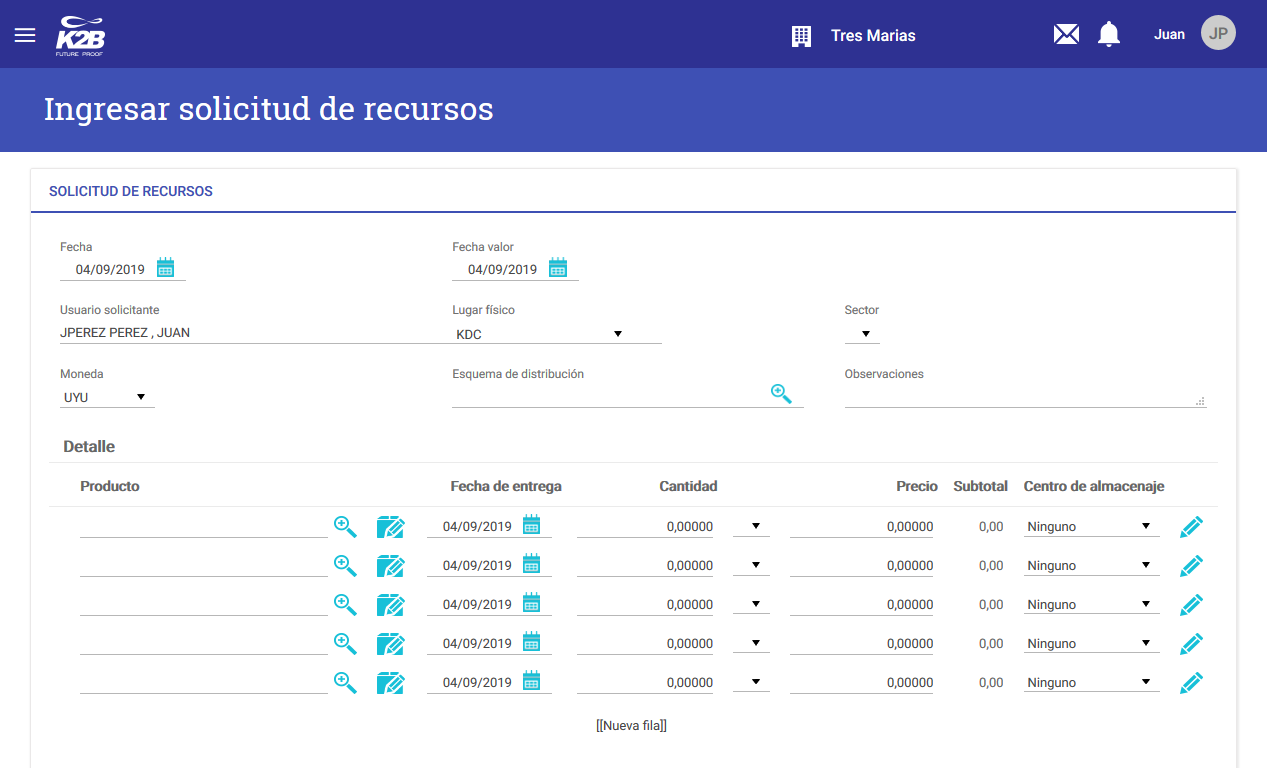 K2B
FUTURE PROOF
Tres Marias
Juan
JP
Ingresar solicitud de recursos
SOLICITUD DE RECURSOS
Fecha
Fecha valor
04/09/2019
04/09/2019
Usuario solicitante
Lugar físico
Sector
JPEREZ PEREZ , JUAN
KDC
Moneda
Esquema de distribución
Observaciones
UYU
Detalle
Producto Fecha de entrega Cantidad Precio Subtotal Centro de almacenaje
04/09/2019 0,00000 0,00000 0,00 Ninguno
04/09/2019 0,00000 0,00000 0,00 Ninguno
04/09/2019 0,00000 0,00000 0,00 Ninguno
04/09/2019 0,00000 0,00000 0,00 Ninguno
04/09/2019 0,00000 0,00000 0,00 Ninguno
[[Nueva fila]]